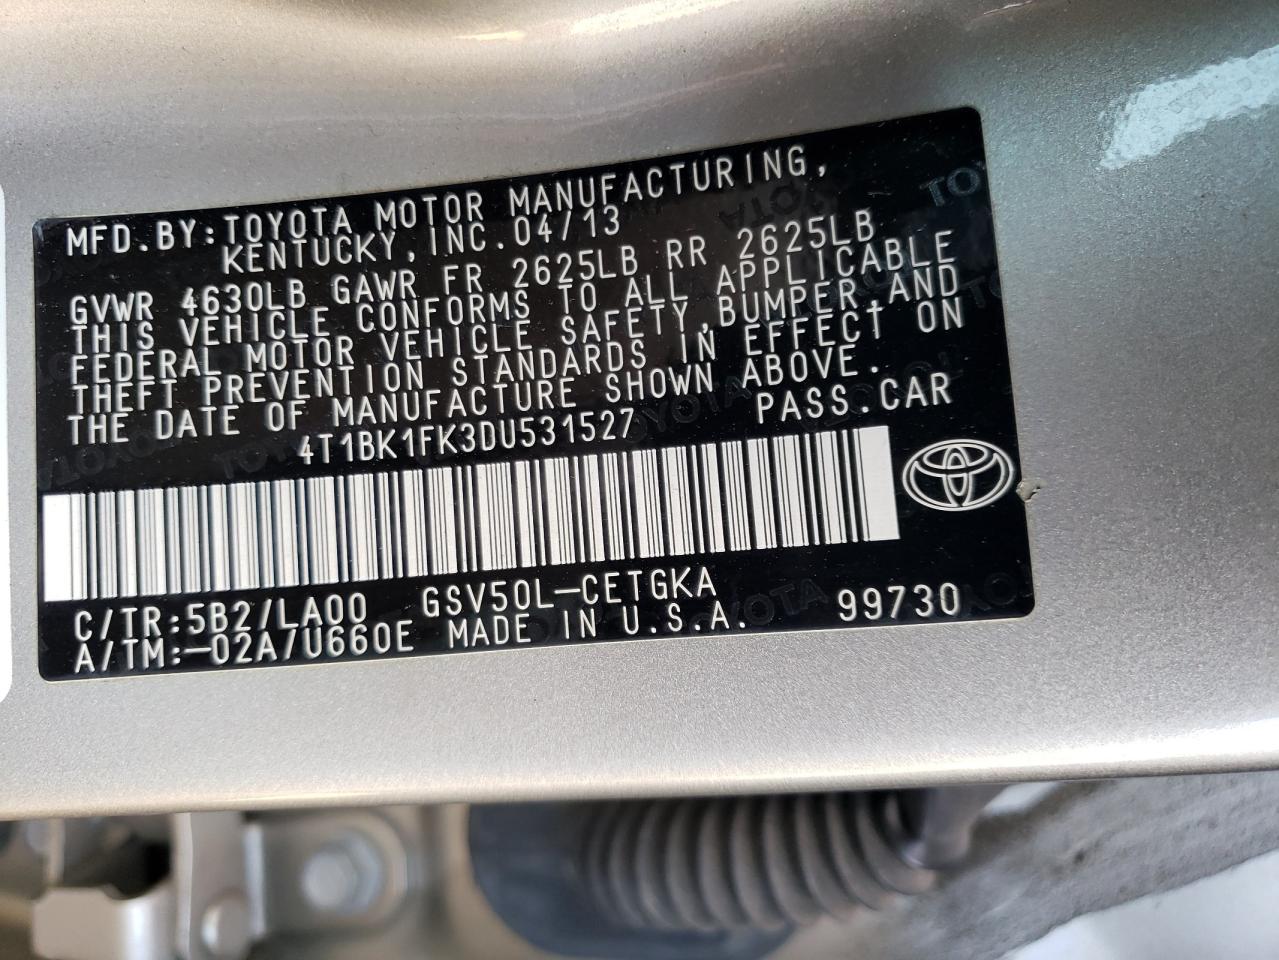 MFD.BY:TOYOTA MOTOR MANUFACTURING,
KENTUCKY, INC.04/13
GVWR 4630LB GAWR FR 2625LB RR 2625LB
THIS VEHICLE CONFORMS TO ALL APPLICABLE
FEDERAL MOTOR VEHICLE SAFETY,BUMPER,AND
THEFT PREVENTION STANDARDS IN EFFECT ON
THE DATE OF MANUFACTURE SHOWN ABOVE.
4T1BK1FK3DU531527 PASS.CAR
C/TR:5B2/LA00 GSV50L-CETGKA
A/TM:-02A/U660E MADE IN U.S.A. 99730